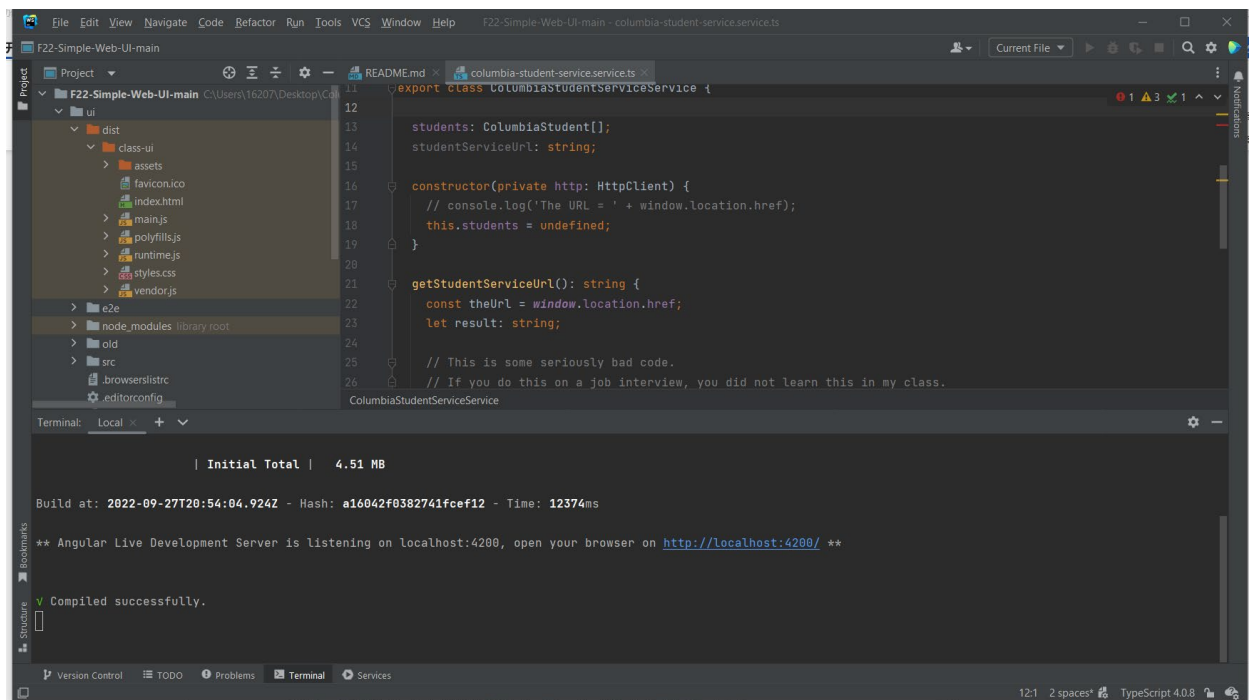 File Edit View Navigate Code Refactor Run Tools VCS Window Help F22-Simple-Web-UI-main - columbia-student-service.service.ts
F22-Simple-Web-UI-main Current File
Project README.md columbia-student-service.service.ts
Project
Notifications
F22-Simple-Web-UI-main C:\Users\16207\Desktop\Col
11 export class ColumbiaStudentServiceService {
1 3 1
ui
12
dist
13 students: ColumbiaStudent[];
class-ui
14 studentServiceUrl: string;
assets
15
favicon.ico
16 constructor(private http: HttpClient) {
index.html
17 // console.log('The URL = ' + window.location.href);
main.js
18 this.students = undefined;
polyfills.js
19 }
runtime.js
20
styles.css
21 getStudentServiceUrl(): string {
vendor.js
22 const theUrl = window.location.href;
e2e
23 let result: string;
node_modules library root
24
old
25 // This is some seriously bad code.
src
26 // If you do this on a job interview, you did not learn this in my class.
.browserslistrc
.editorconfig
ColumbiaStudentServiceService
Terminal: Local
| Initial Total | 4.51 MB
Build at: 2022-09-27T20:54:04.924Z - Hash: a16042f0382741fcef12 - Time: 12374ms
** Angular Live Development Server is listening on localhost:4200, open your browser on http://localhost:4200/ **
√ Compiled successfully.
Bookmarks
Structure
Version Control TODO Problems Terminal Services
12:1 2 spaces* TypeScript 4.0.8